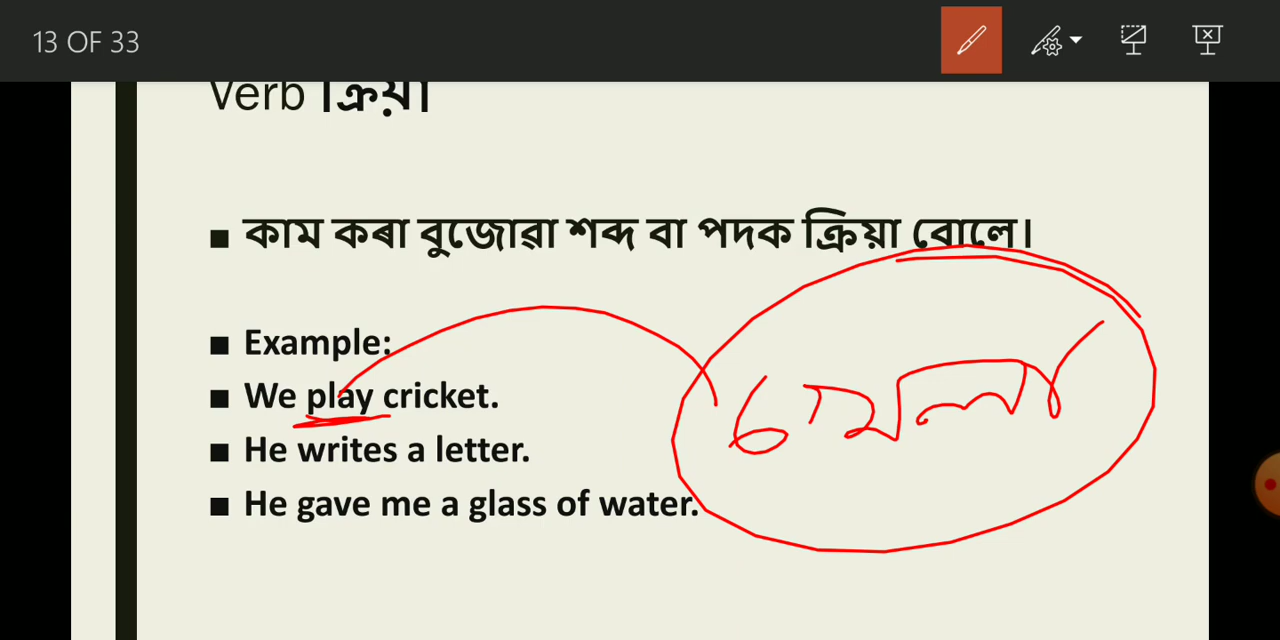 13 OF 33
Verb ক্ৰিয়া
■ কাম কৰা বুজোৱা শব্দ বা পদক ক্ৰিয়া বোলে।
■ Example:
■ We play cricket.
খেলা
■ He writes a letter.
■ He gave me a glass of water.